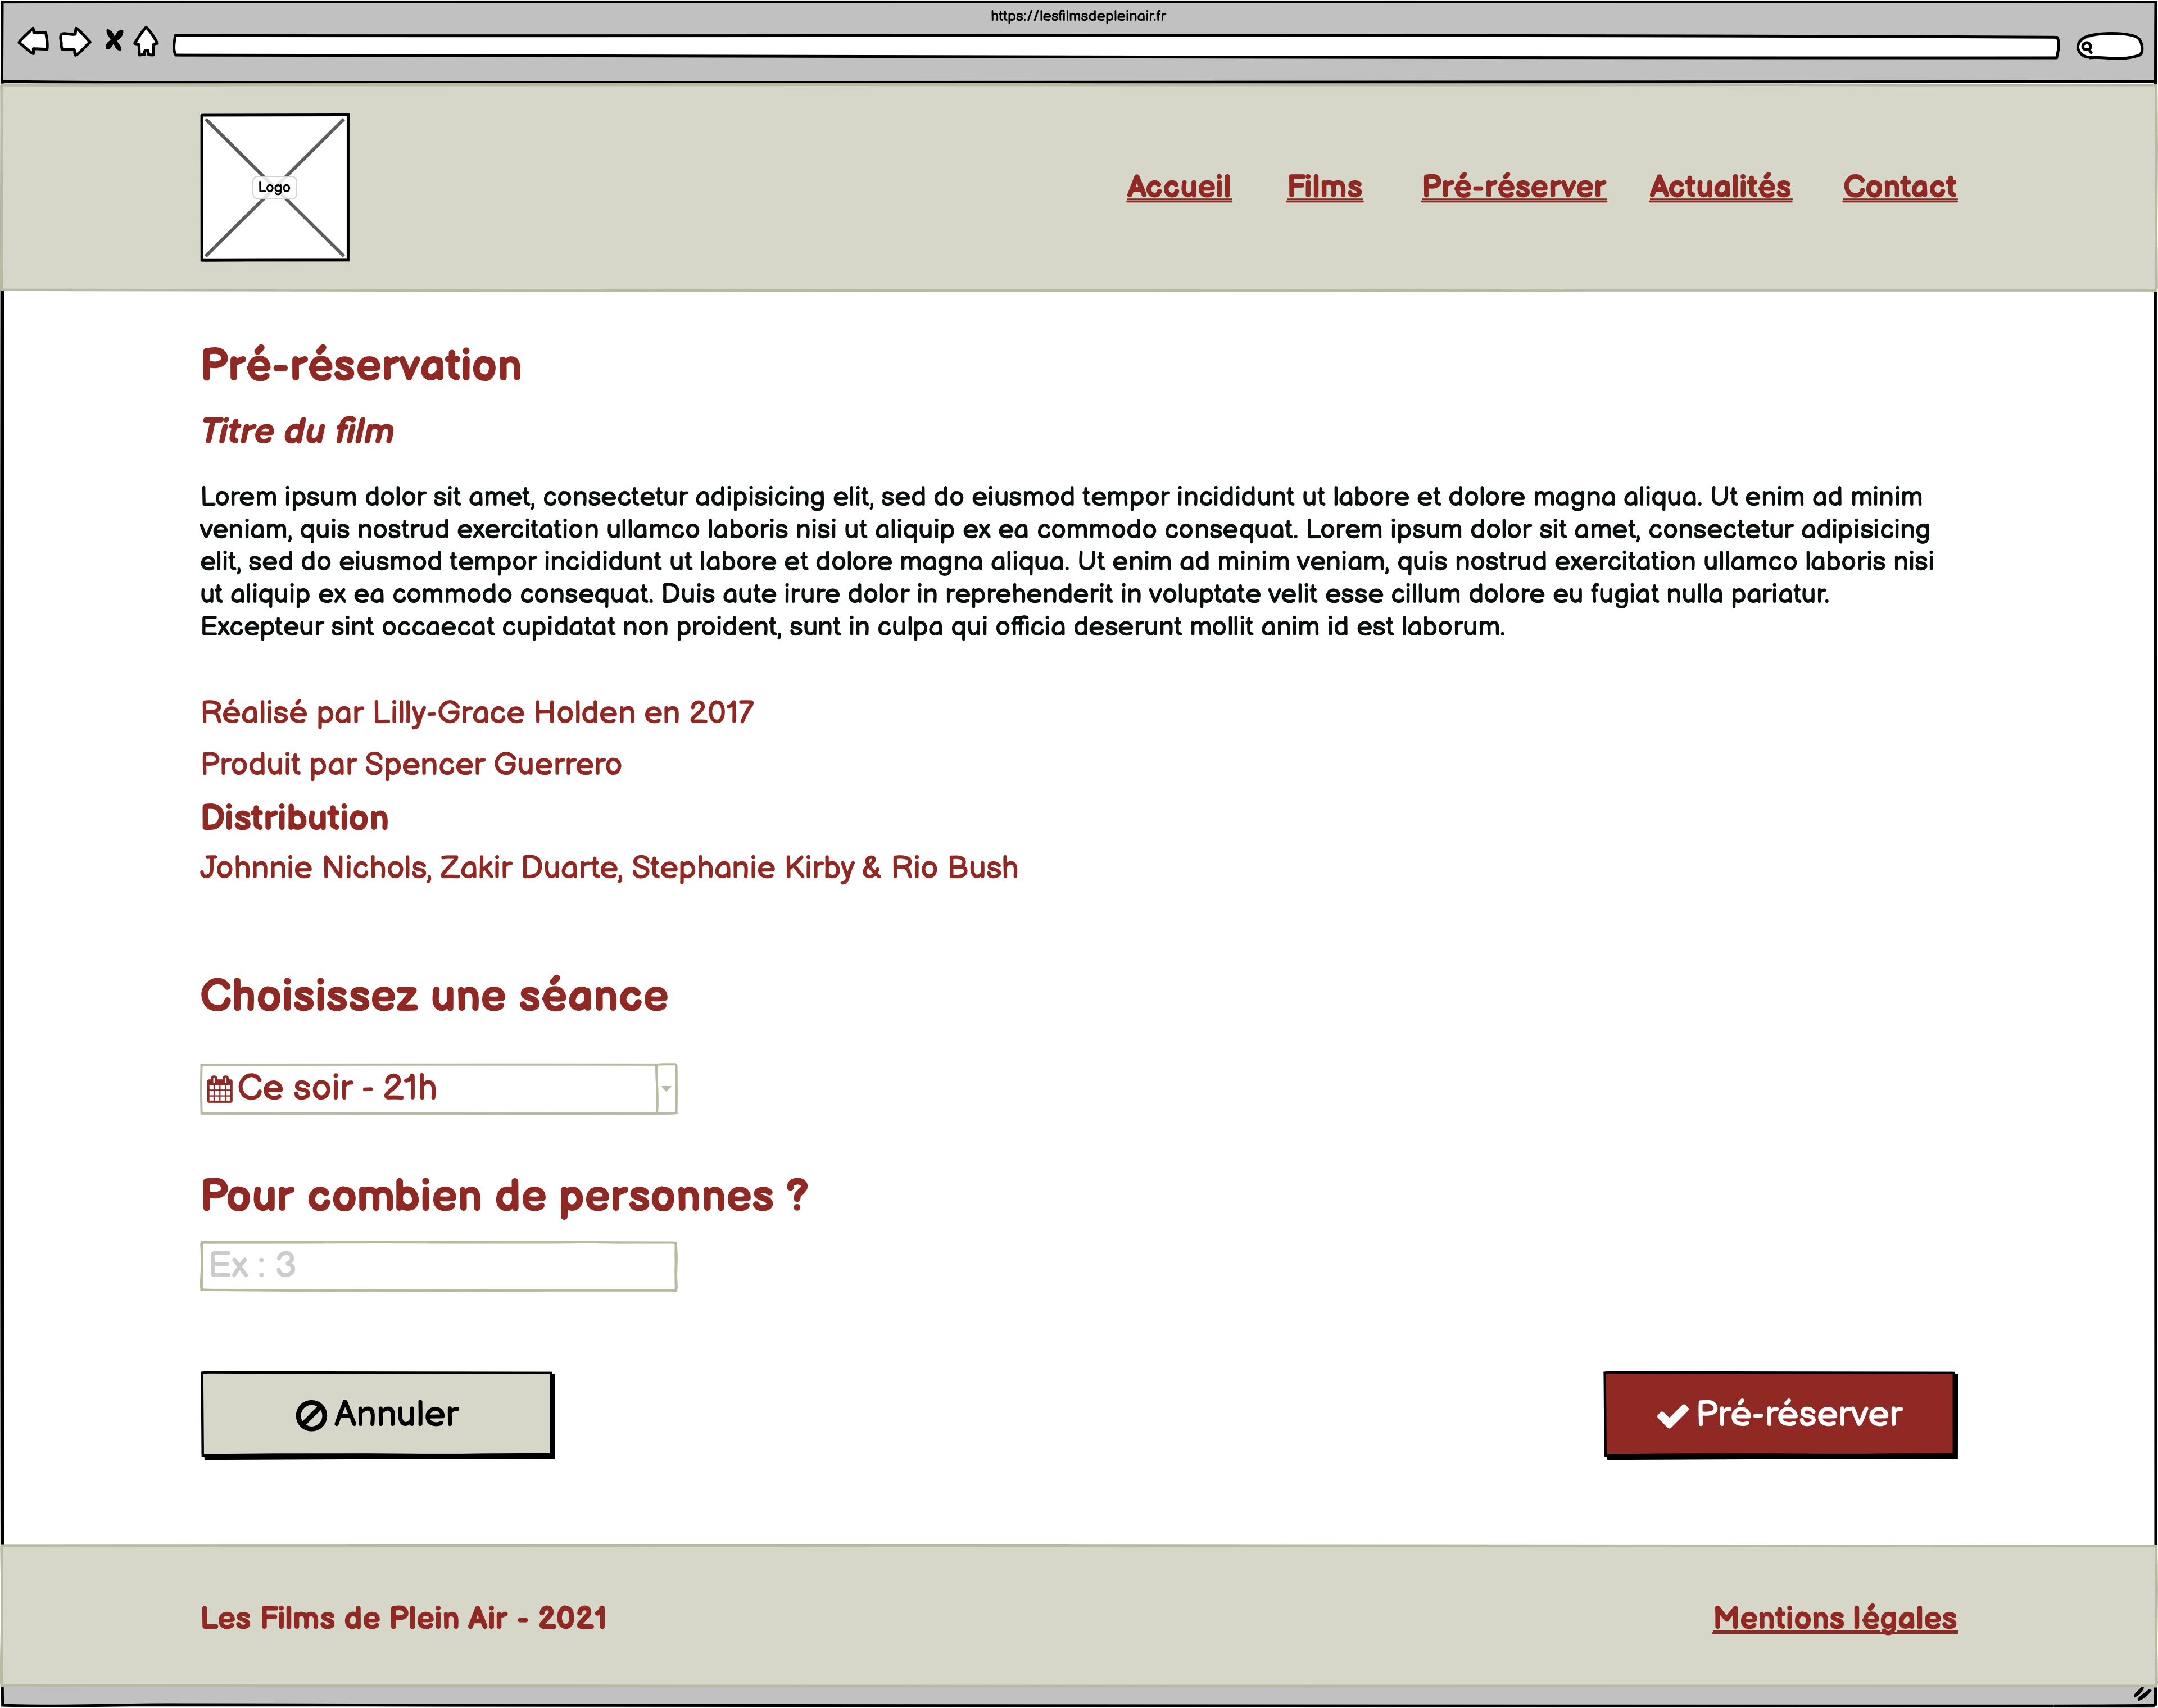 https://lesfilmsdepleinair.fr
Logo
Accueil Films Pré-réserver Actualités Contact
Pré-réservation
Titre du film
Lorem ipsum dolor sit amet, consectetur adipisicing elit, sed do eiusmod tempor incididunt ut labore et dolore magna aliqua. Ut enim ad minim
veniam, quis nostrud exercitation ullamco laboris nisi ut aliquip ex ea commodo consequat. Lorem ipsum dolor sit amet, consectetur adipisicing
elit, sed do eiusmod tempor incididunt ut labore et dolore magna aliqua. Ut enim ad minim veniam, quis nostrud exercitation ullamco laboris nisi
ut aliquip ex ea commodo consequat. Duis aute irure dolor in reprehenderit in voluptate velit esse cillum dolore eu fugiat nulla pariatur.
Excepteur sint occaecat cupidatat non proident, sunt in culpa qui officia deserunt mollit anim id est laborum.
Réalisé par Lilly-Grace Holden en 2017
Produit par Spencer Guerrero
Distribution
Johnnie Nichols, Zakir Duarte, Stephanie Kirby & Rio Bush
Choisissez une séance
Ce soir - 21h
Pour combien de personnes ?
Ex : 3
Annuler
Pré-réserver
Les Films de Plein Air - 2021
Mentions légales